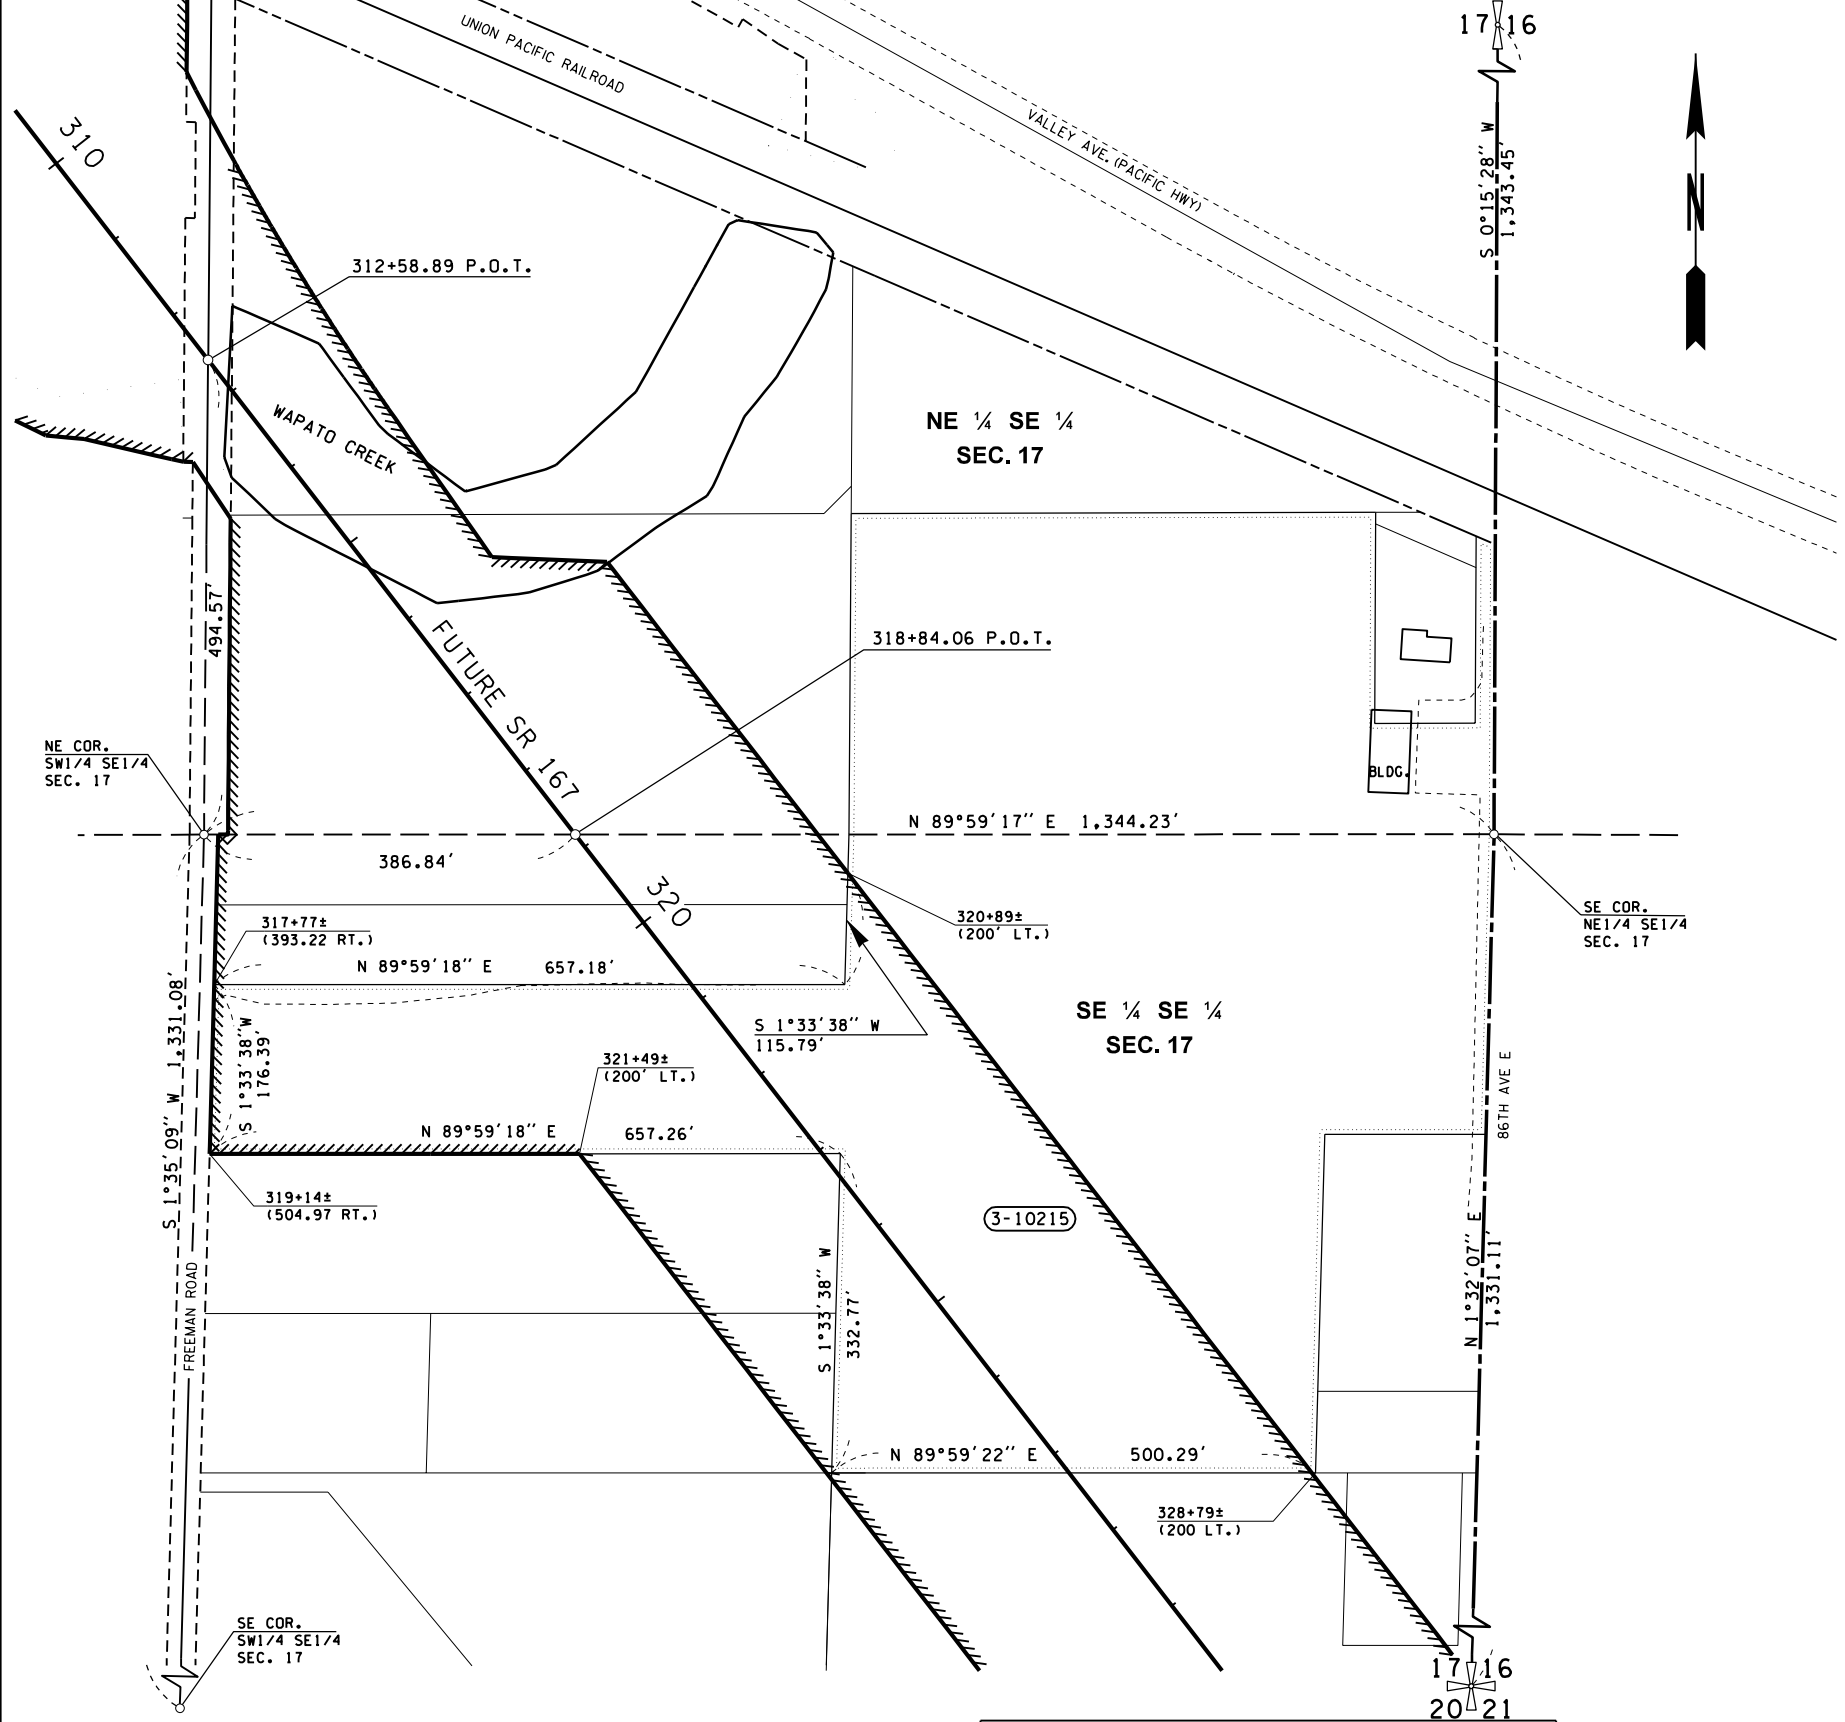 17 16
UNION PACIFIC RAILROAD
VALLEY AVE. (PACIFIC HWY)
S 0°15'28" W
1,343.45'
N
310
312+58.89 P.O.T.
WAPATO CREEK
NE ¼ SE ¼
SEC. 17
494.57'
FUTURE SR 167
318+84.06 P.O.T.
NE COR.
SW1/4 SE1/4
SEC. 17
BLDG.
N 89°59'17" E 1,344.23'
386.84'
320
317+77±
(393.22 RT.)
320+89±
(200' LT.)
SE COR.
NE1/4 SE1/4
SEC. 17
N 89°59'18" E 657.18'
S 1°35'09" W 1,331.08'
S 1°33'38" W
176.39'
S 1°33'38" W
115.79'
SE ¼ SE ¼
SEC. 17
321+49±
(200' LT.)
86TH AVE E
N 89°59'18" E 657.26'
319+14±
(504.97 RT.)
3-10215
FREEMAN ROAD
S 1°33'38" W
332.77'
N 1°32'07" E
1,331.11'
N 89°59'22" E 500.29'
328+79±
(200 LT.)
SE COR.
SW1/4 SE1/4
SEC. 17
17 16
20 21